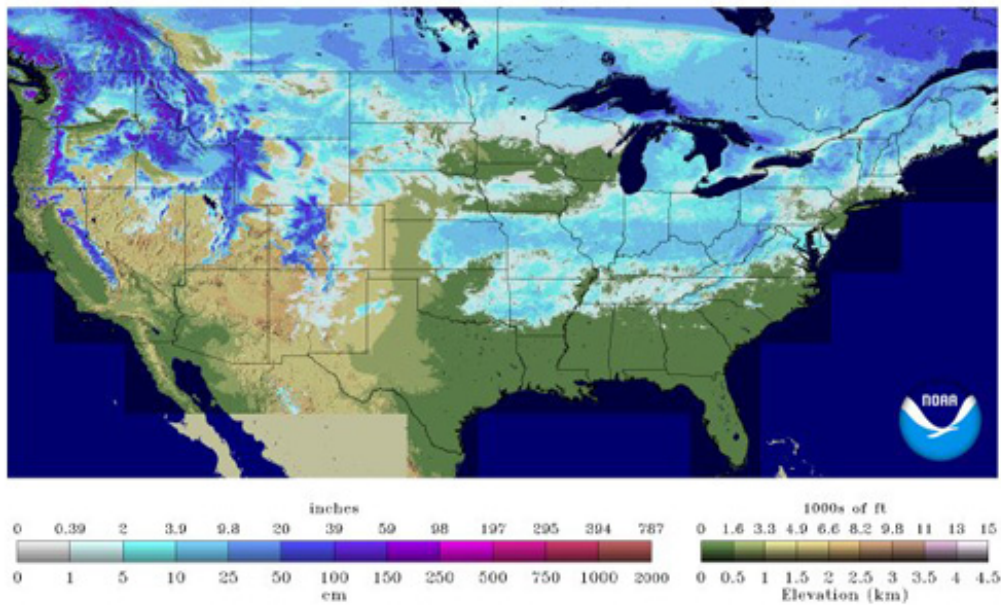 NOAA
inches
0 0.39 2 3.9 9.8 20 39 59 98 197 295 394 787
0 1 5 10 25 50 100 150 250 500 750 1000 2000
cm
1000s of ft
0 1.6 3.3 4.9 6.6 8.2 9.8 11 13 15
0 0.5 1 1.5 2 2.5 3 3.5 4 4.5
Elevation (km)